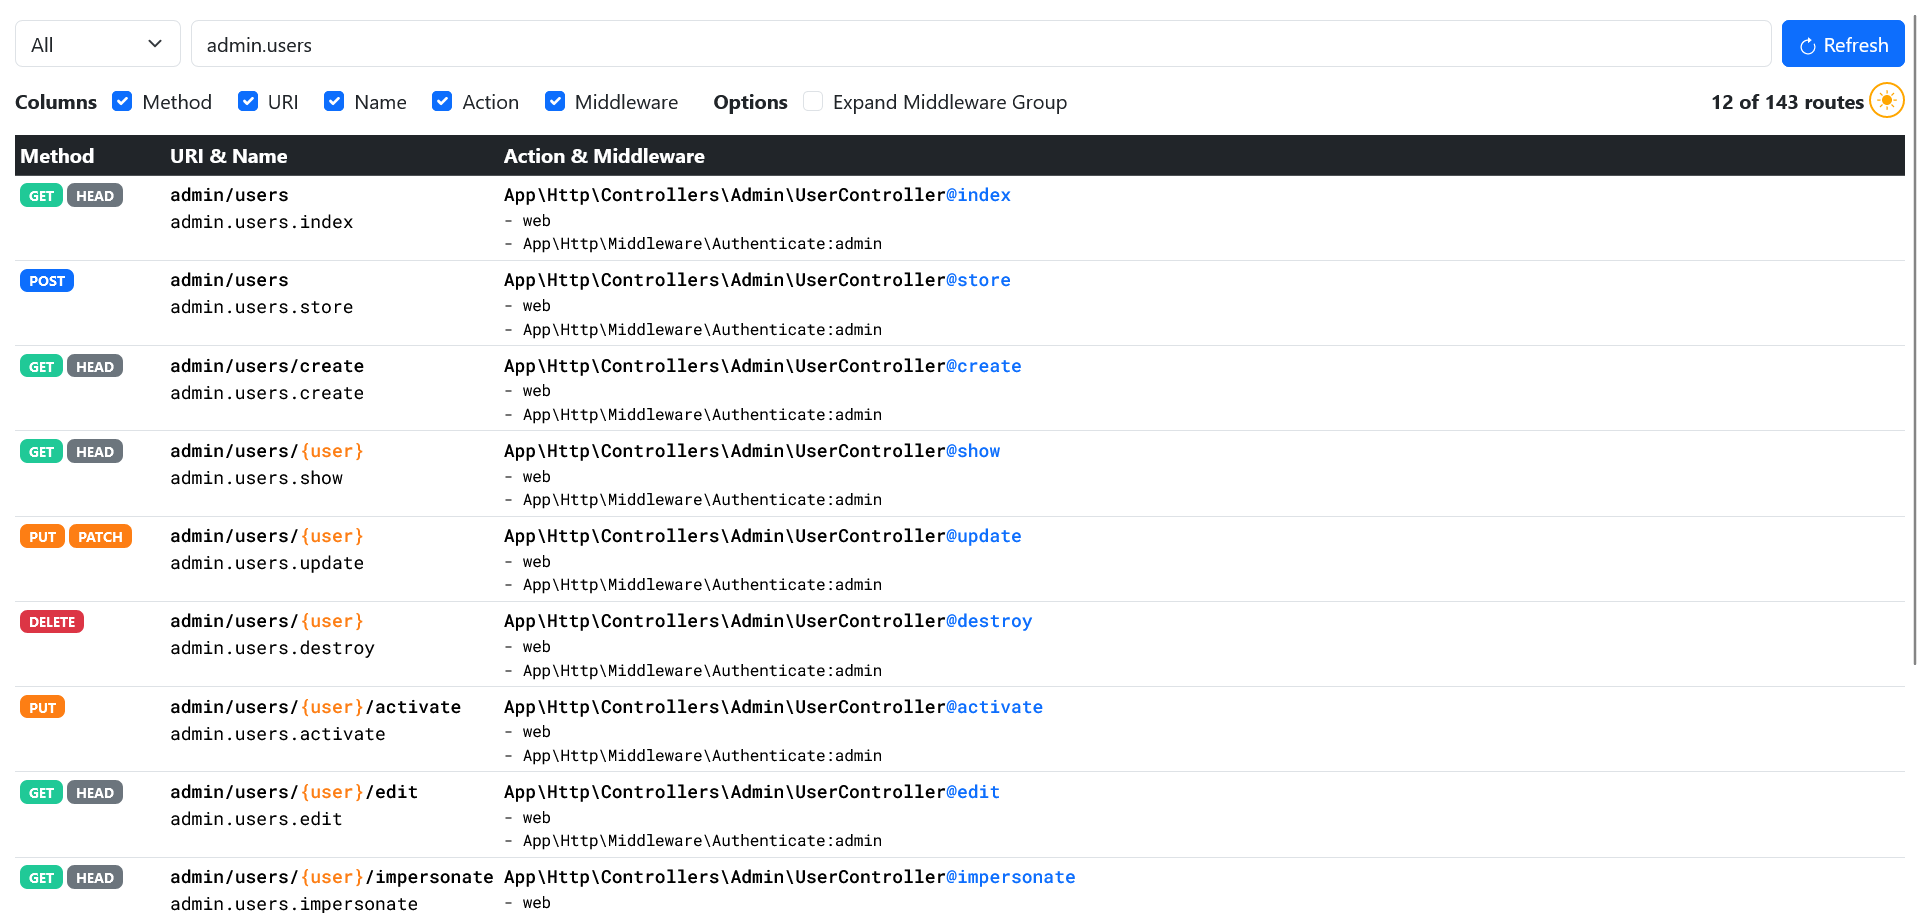 All admin.users Refresh
Columns Method URI Name Action Middleware Options Expand Middleware Group 12 of 143 routes
Method URI & Name Action & Middleware
GET HEAD admin/users App\Http\Controllers\Admin\UserController@index
admin.users.index - web
- App\Http\Middleware\Authenticate:admin
POST admin/users App\Http\Controllers\Admin\UserController@store
admin.users.store - web
- App\Http\Middleware\Authenticate:admin
GET HEAD admin/users/create App\Http\Controllers\Admin\UserController@create
admin.users.create - web
- App\Http\Middleware\Authenticate:admin
GET HEAD admin/users/{user} App\Http\Controllers\Admin\UserController@show
admin.users.show - web
- App\Http\Middleware\Authenticate:admin
PUT PATCH admin/users/{user} App\Http\Controllers\Admin\UserController@update
admin.users.update - web
- App\Http\Middleware\Authenticate:admin
DELETE admin/users/{user} App\Http\Controllers\Admin\UserController@destroy
admin.users.destroy - web
- App\Http\Middleware\Authenticate:admin
PUT admin/users/{user}/activate App\Http\Controllers\Admin\UserController@activate
admin.users.activate - web
- App\Http\Middleware\Authenticate:admin
GET HEAD admin/users/{user}/edit App\Http\Controllers\Admin\UserController@edit
admin.users.edit - web
- App\Http\Middleware\Authenticate:admin
GET HEAD admin/users/{user}/impersonate App\Http\Controllers\Admin\UserController@impersonate
admin.users.impersonate - web